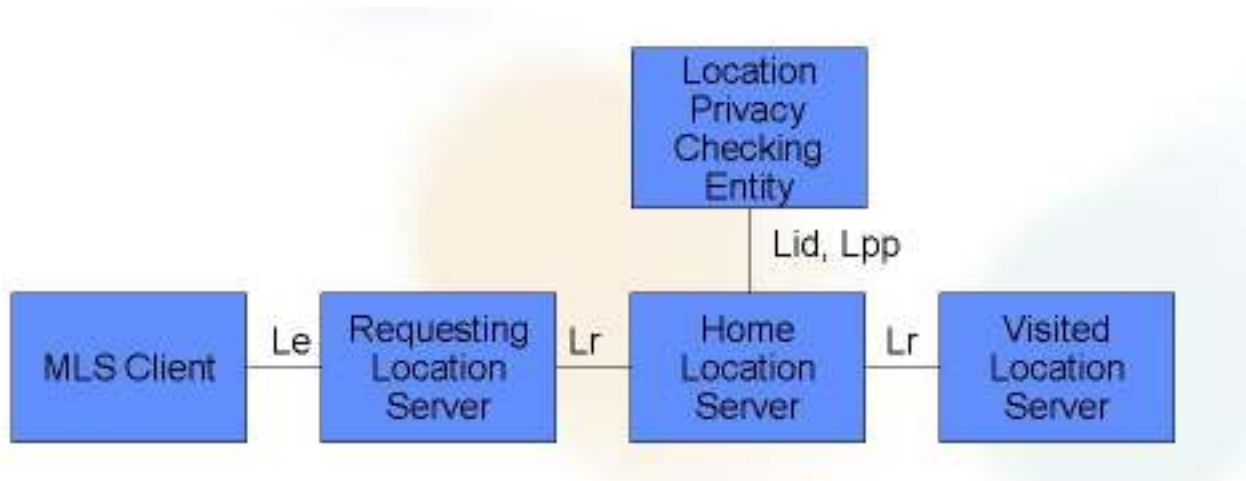 Location
Privacy
Checking
Entity
Lid, Lpp
MLS Client
Le
Requesting
Location
Server
Lr
Home
Location
Server
Lr
Visited
Location
Server